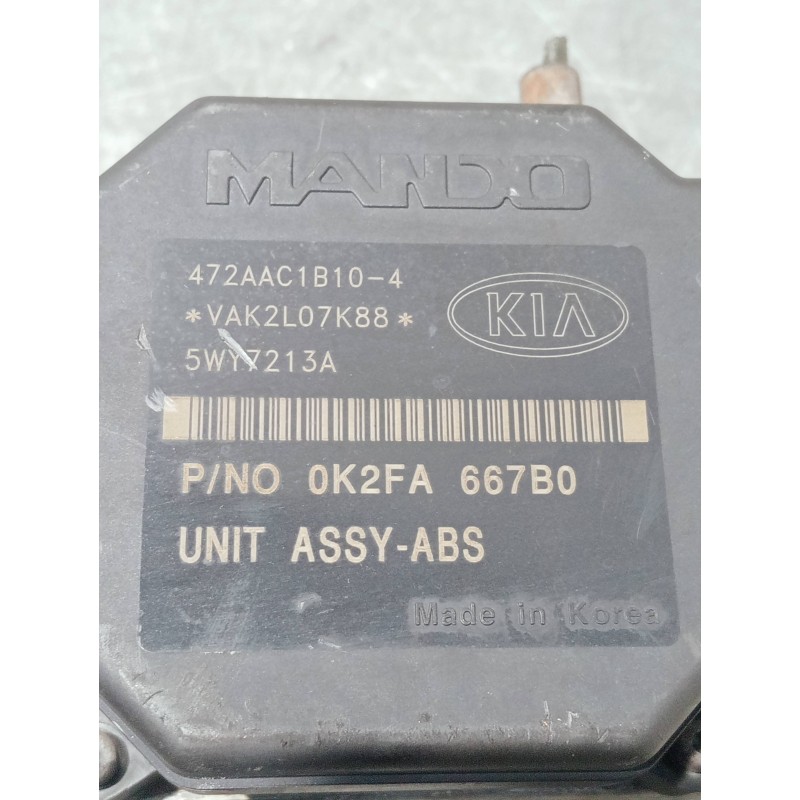 MANDO
472AAC1B10-4
*VAK2L07K88*
KIA
5WY7213A
P/NO 0K2FA 667B0
UNIT ASSY-ABS
Made in Korea